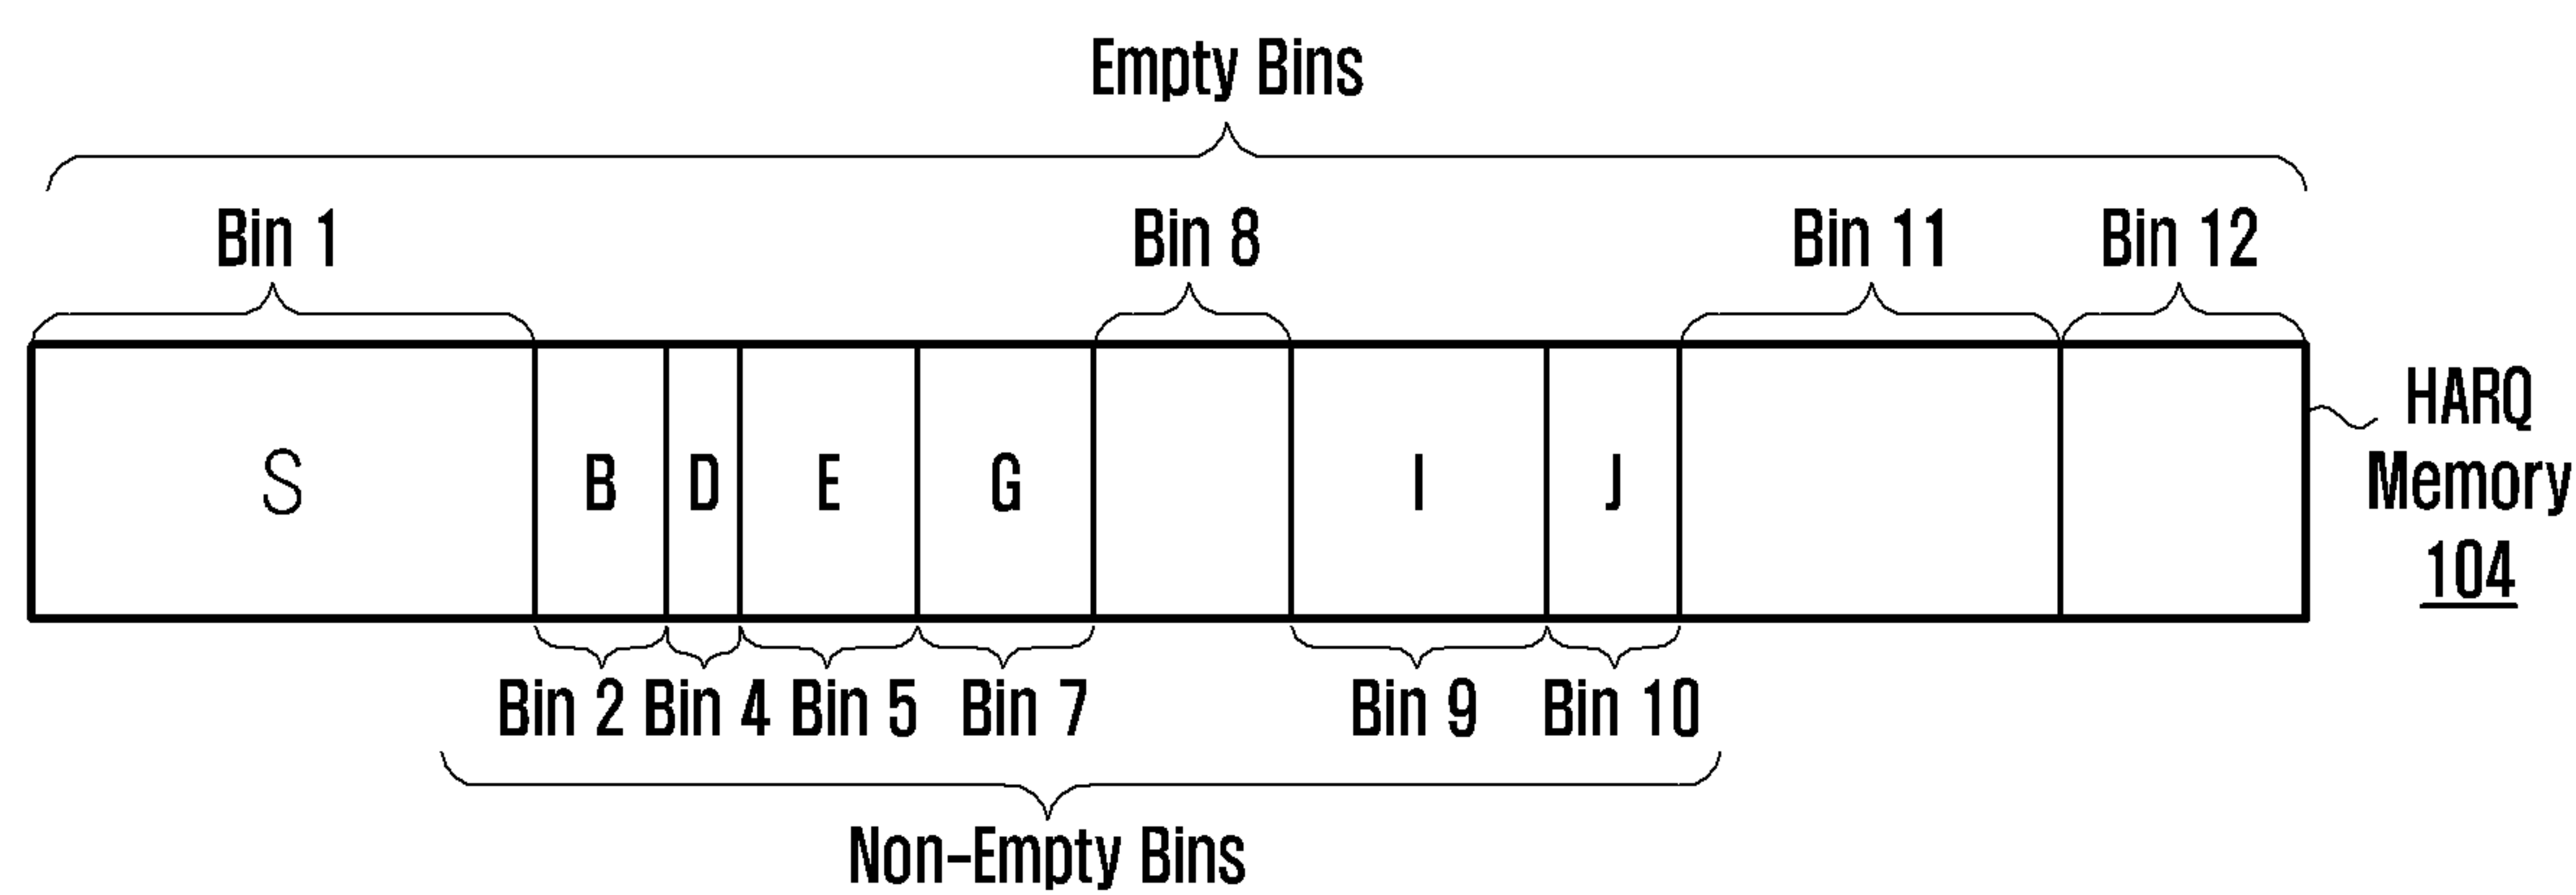 Empty Bins
Bin 1 Bin 8 Bin 11 Bin 12
S B D E G I J
HARQ
Memory
104
Bin 2 Bin 4 Bin 5 Bin 7 Bin 9 Bin 10
Non-Empty Bins